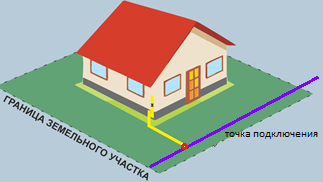 ГРАНИЦА ЗЕМЕЛЬНОГО УЧАСТКА
точка подключения